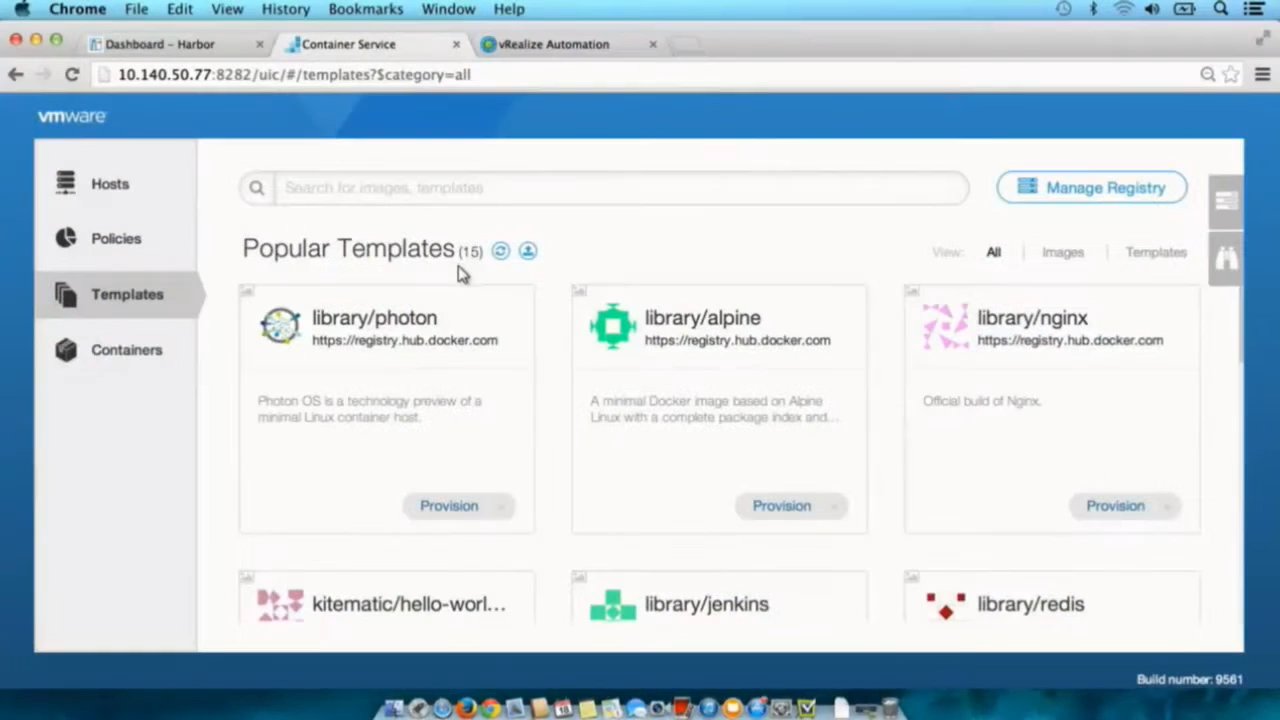 Chrome File Edit View History Bookmarks Window Help
Dashboard – Harbor
Container Service
vRealize Automation
10.140.50.77:8282/uic/#/templates?$category=all
vmware
Hosts
Policies
Templates
Containers
Search for images, templates
Manage Registry
Popular Templates (15)
View: All Images Templates
library/photon
https://registry.hub.docker.com
Photon OS is a technology preview of a
minimal Linux container host.
Provision
library/alpine
https://registry.hub.docker.com
A minimal Docker image based on Alpine
Linux with a complete package index and...
Provision
library/nginx
https://registry.hub.docker.com
Official build of Nginx.
Provision
kitematic/hello-worl...
library/jenkins
library/redis
Build number: 9561